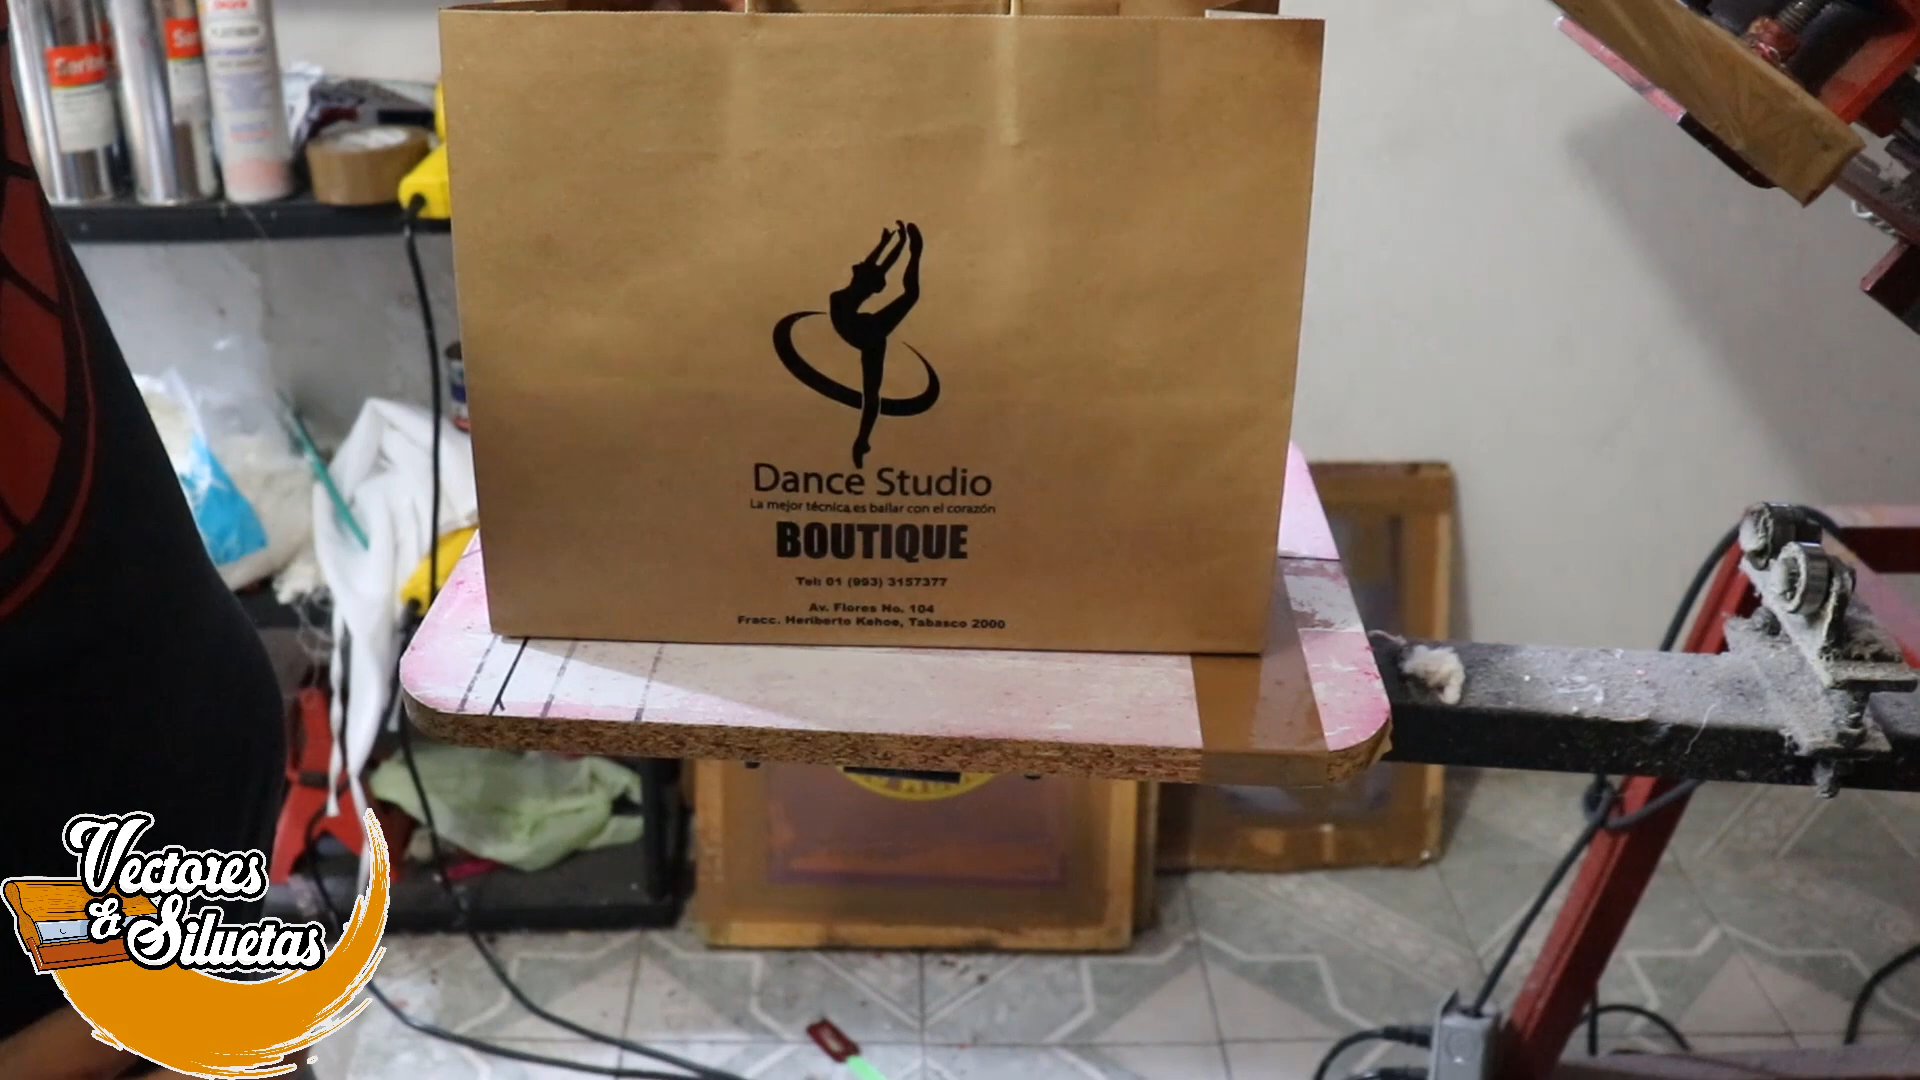 Dance Studio
La mejor técnica es bailar con el corazón
BOUTIQUE
Tel: 01 (993) 3157377
Av. Flores No. 104
Fracc. Heriberto Kehoe, Tabasco 2000
Vectores
& Siluetas